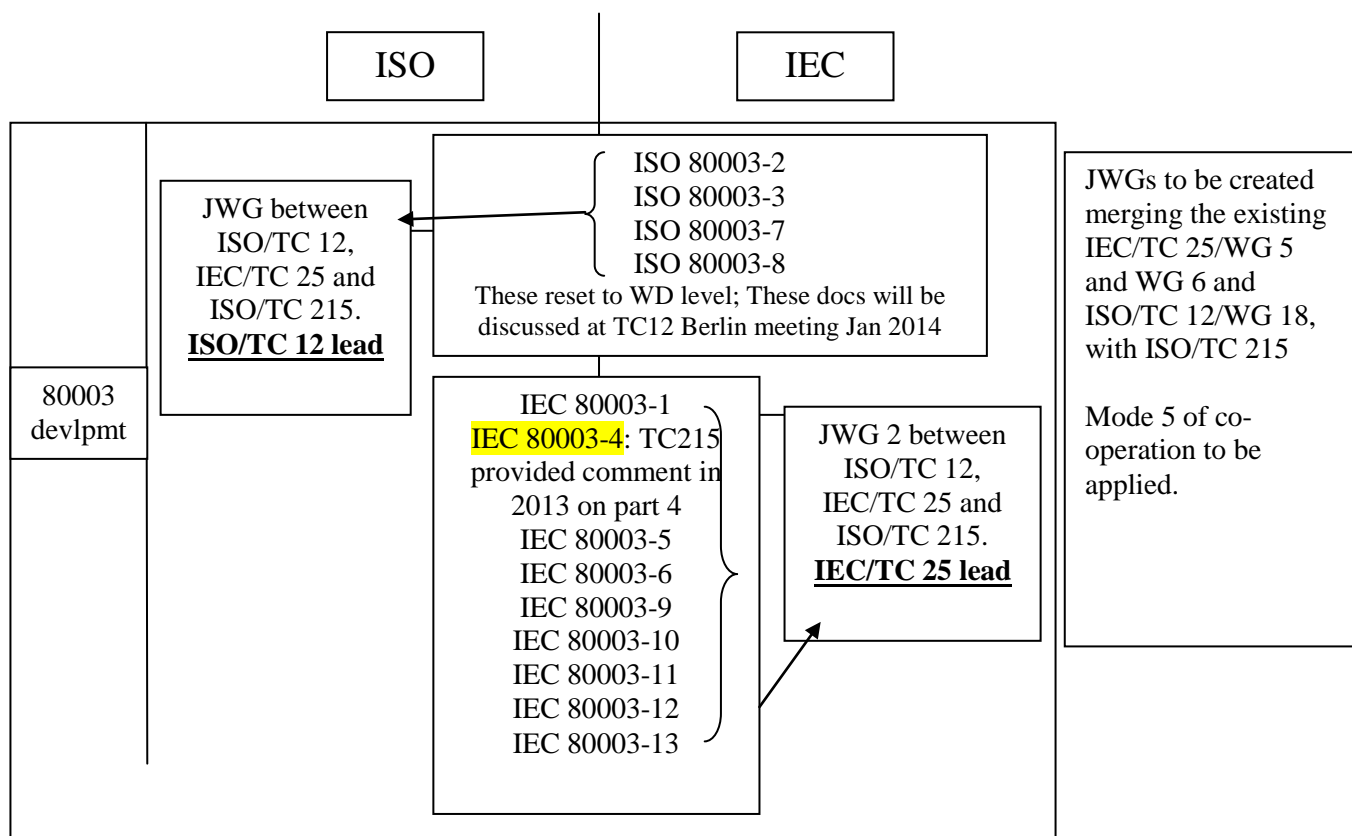 ISO
IEC
ISO 80003-2
ISO 80003-3
ISO 80003-7
ISO 80003-8
These reset to WD level; These docs will be
discussed at TC12 Berlin meeting Jan 2014
JWG between
ISO/TC 12,
IEC/TC 25 and
ISO/TC 215.
ISO/TC 12 lead
80003
devlpmt
IEC 80003-1
IEC 80003-4: TC215
provided comment in
2013 on part 4
IEC 80003-5
IEC 80003-6
IEC 80003-9
IEC 80003-10
IEC 80003-11
IEC 80003-12
IEC 80003-13
JWG 2 between
ISO/TC 12,
IEC/TC 25 and
ISO/TC 215.
IEC/TC 25 lead
JWGs to be created
merging the existing
IEC/TC 25/WG 5
and WG 6 and
ISO/TC 12/WG 18,
with ISO/TC 215
Mode 5 of co-
operation to be
applied.